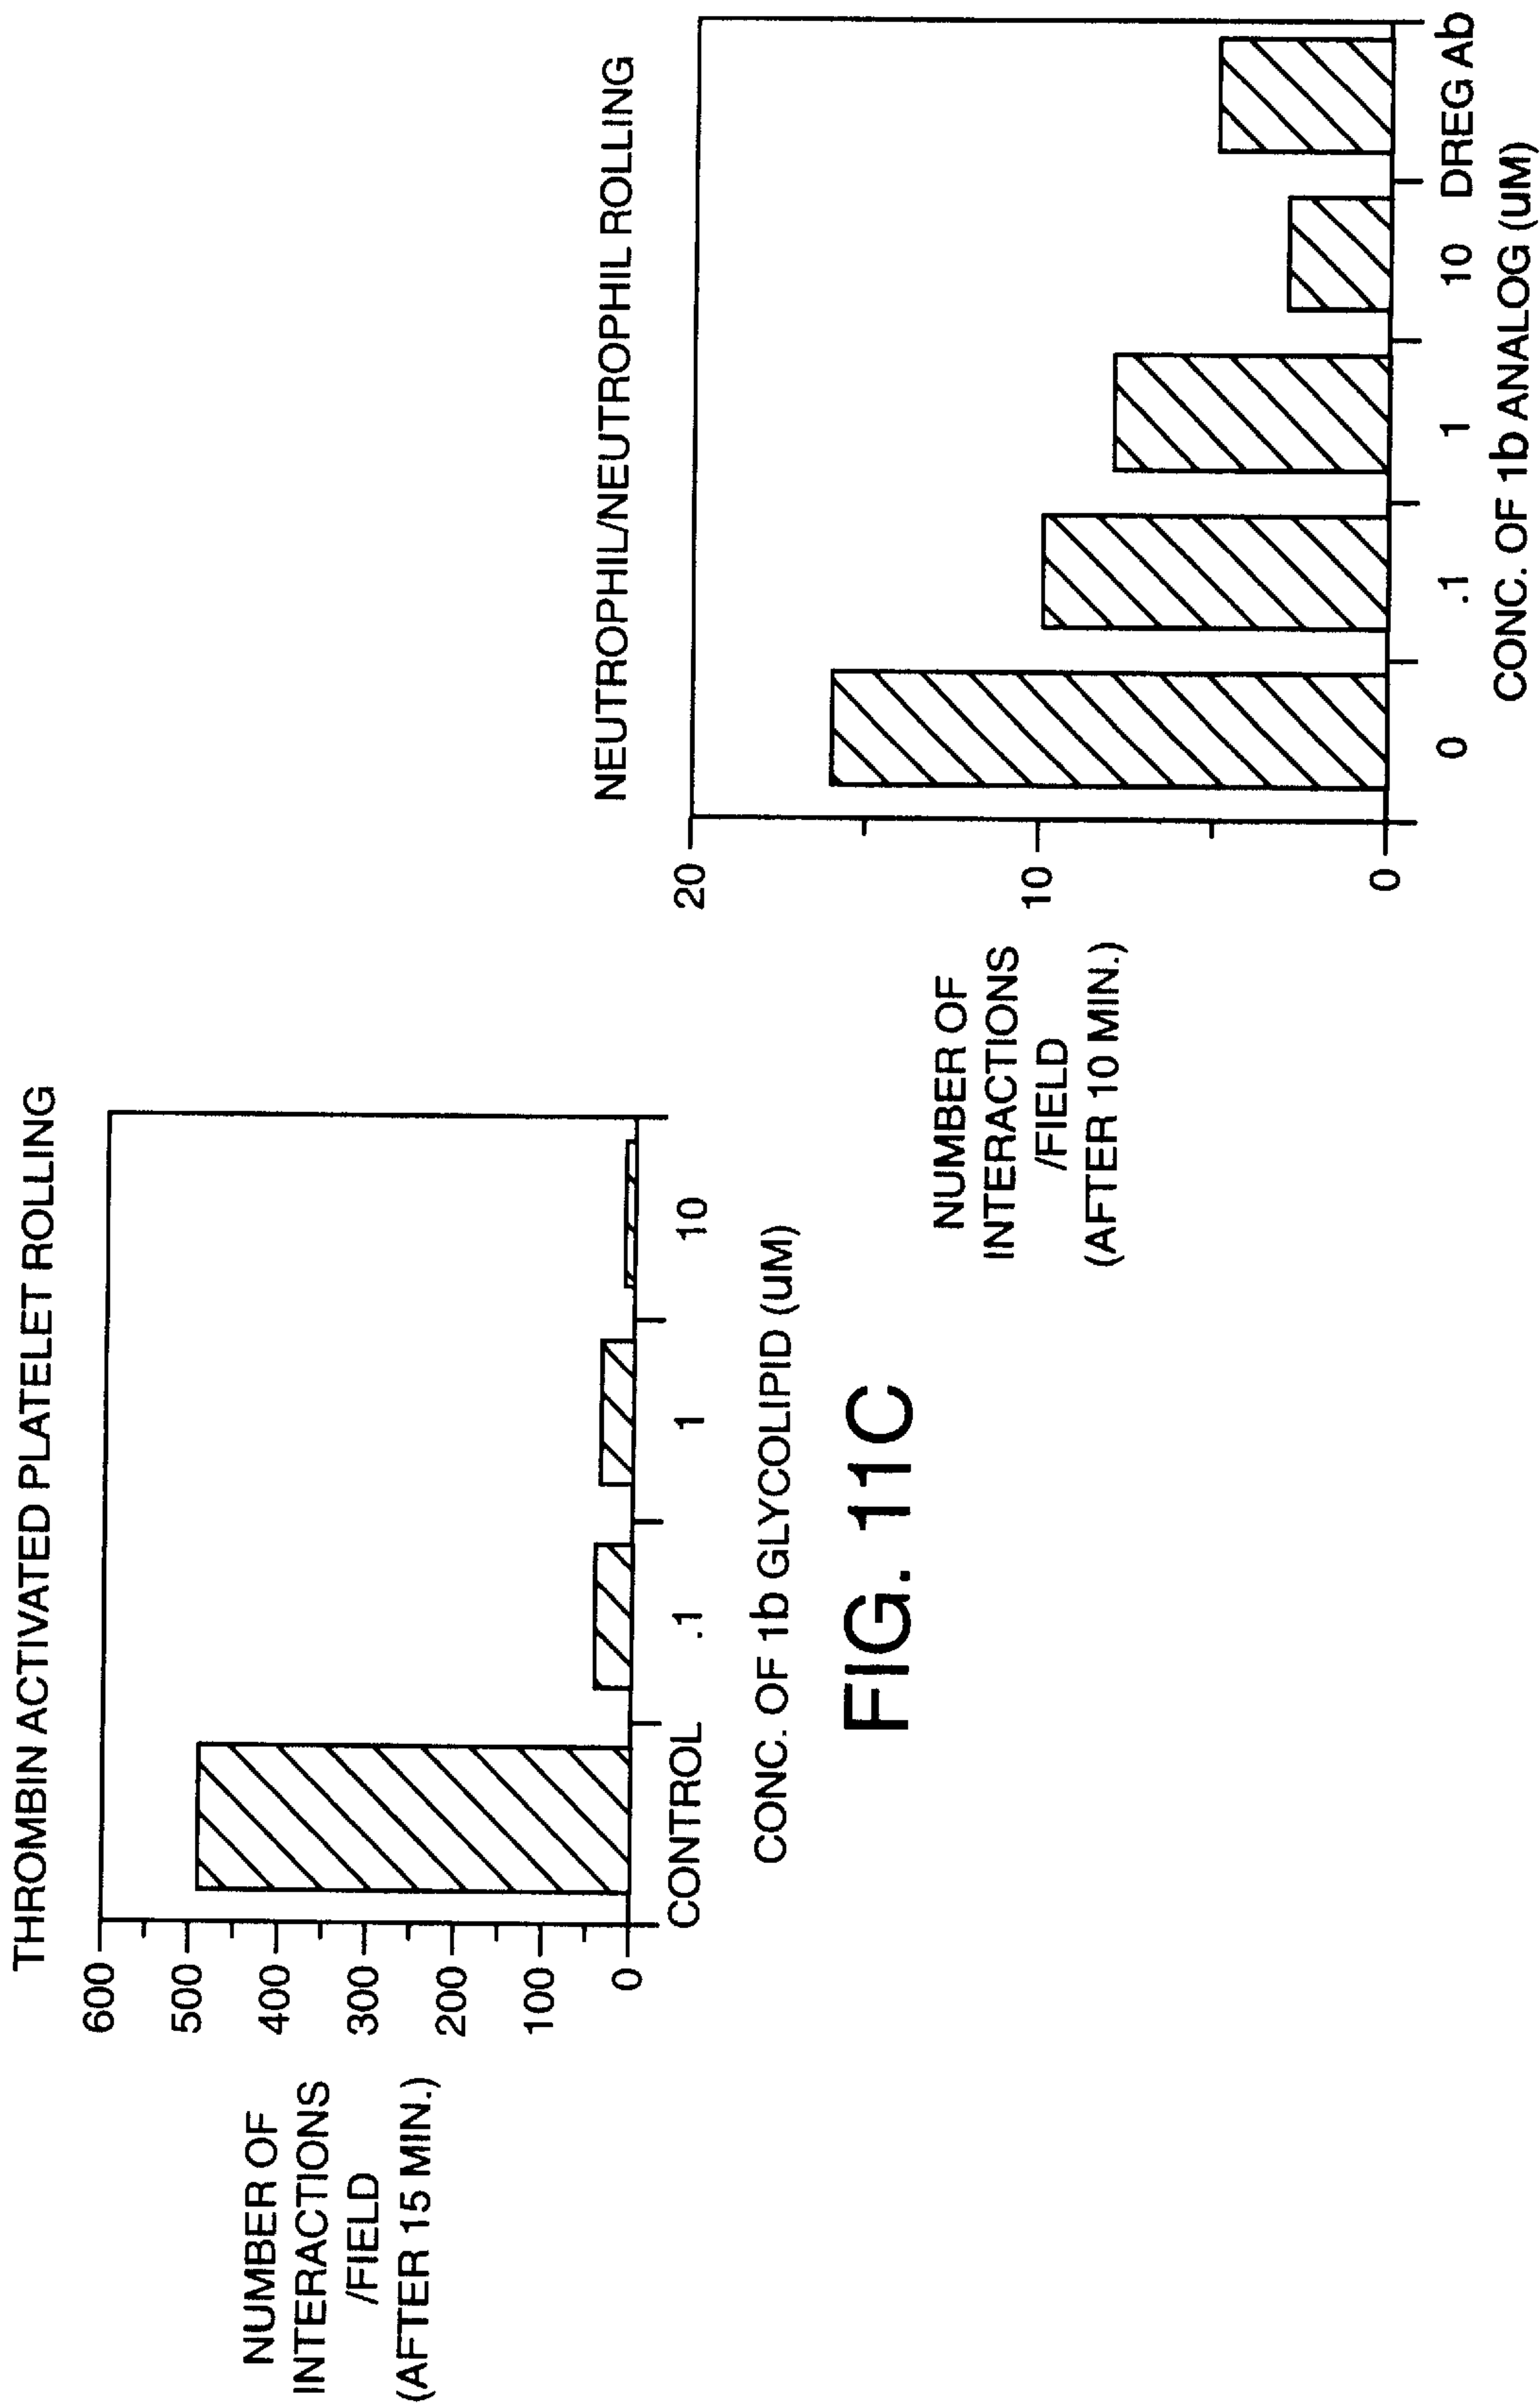 THROMBIN ACTIVATED PLATELET ROLLING
600
500
400
300
200
100
0
NUMBER OF
INTERACTIONS
/FIELD
(AFTER 15 MIN.)
CONTROL .1 1 10
CONC. OF 1b GLYCOLIPID (uM)
FIG. 11C
NEUTROPHIL/NEUTROPHIL ROLLING
20
10
0
NUMBER OF
INTERACTIONS
/FIELD
(AFTER 10 MIN.)
0 .1 1 10 DREG Ab
CONC. OF 1b ANALOG (uM)